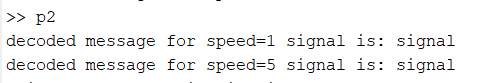 >> p2
decoded message for speed=1 signal is: signal
decoded message for speed=5 signal is: signal